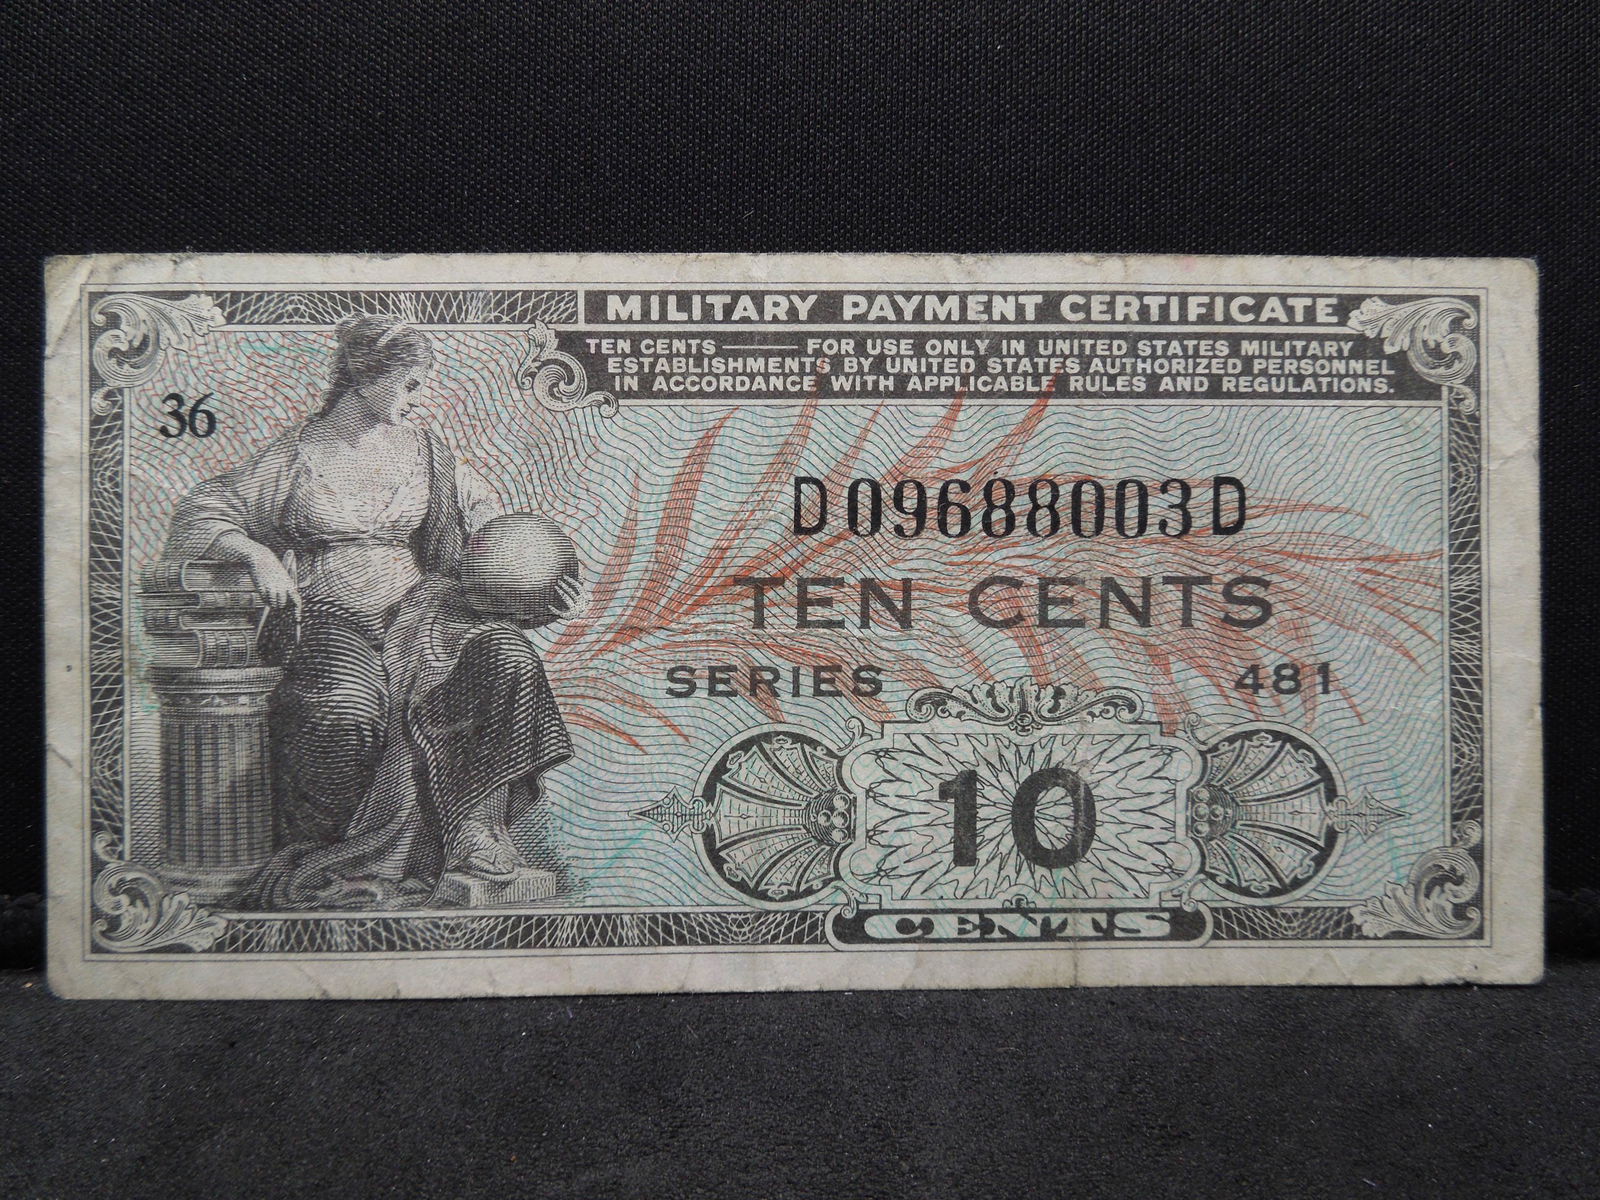 MILITARY PAYMENT CERTIFICATE
TEN CENTS —— FOR USE ONLY IN UNITED STATES MILITARY
ESTABLISHMENTS BY UNITED STATES AUTHORIZED PERSONNEL
IN ACCORDANCE WITH APPLICABLE RULES AND REGULATIONS.
36
D09688003D
TEN CENTS
SERIES 481
10
CENTS